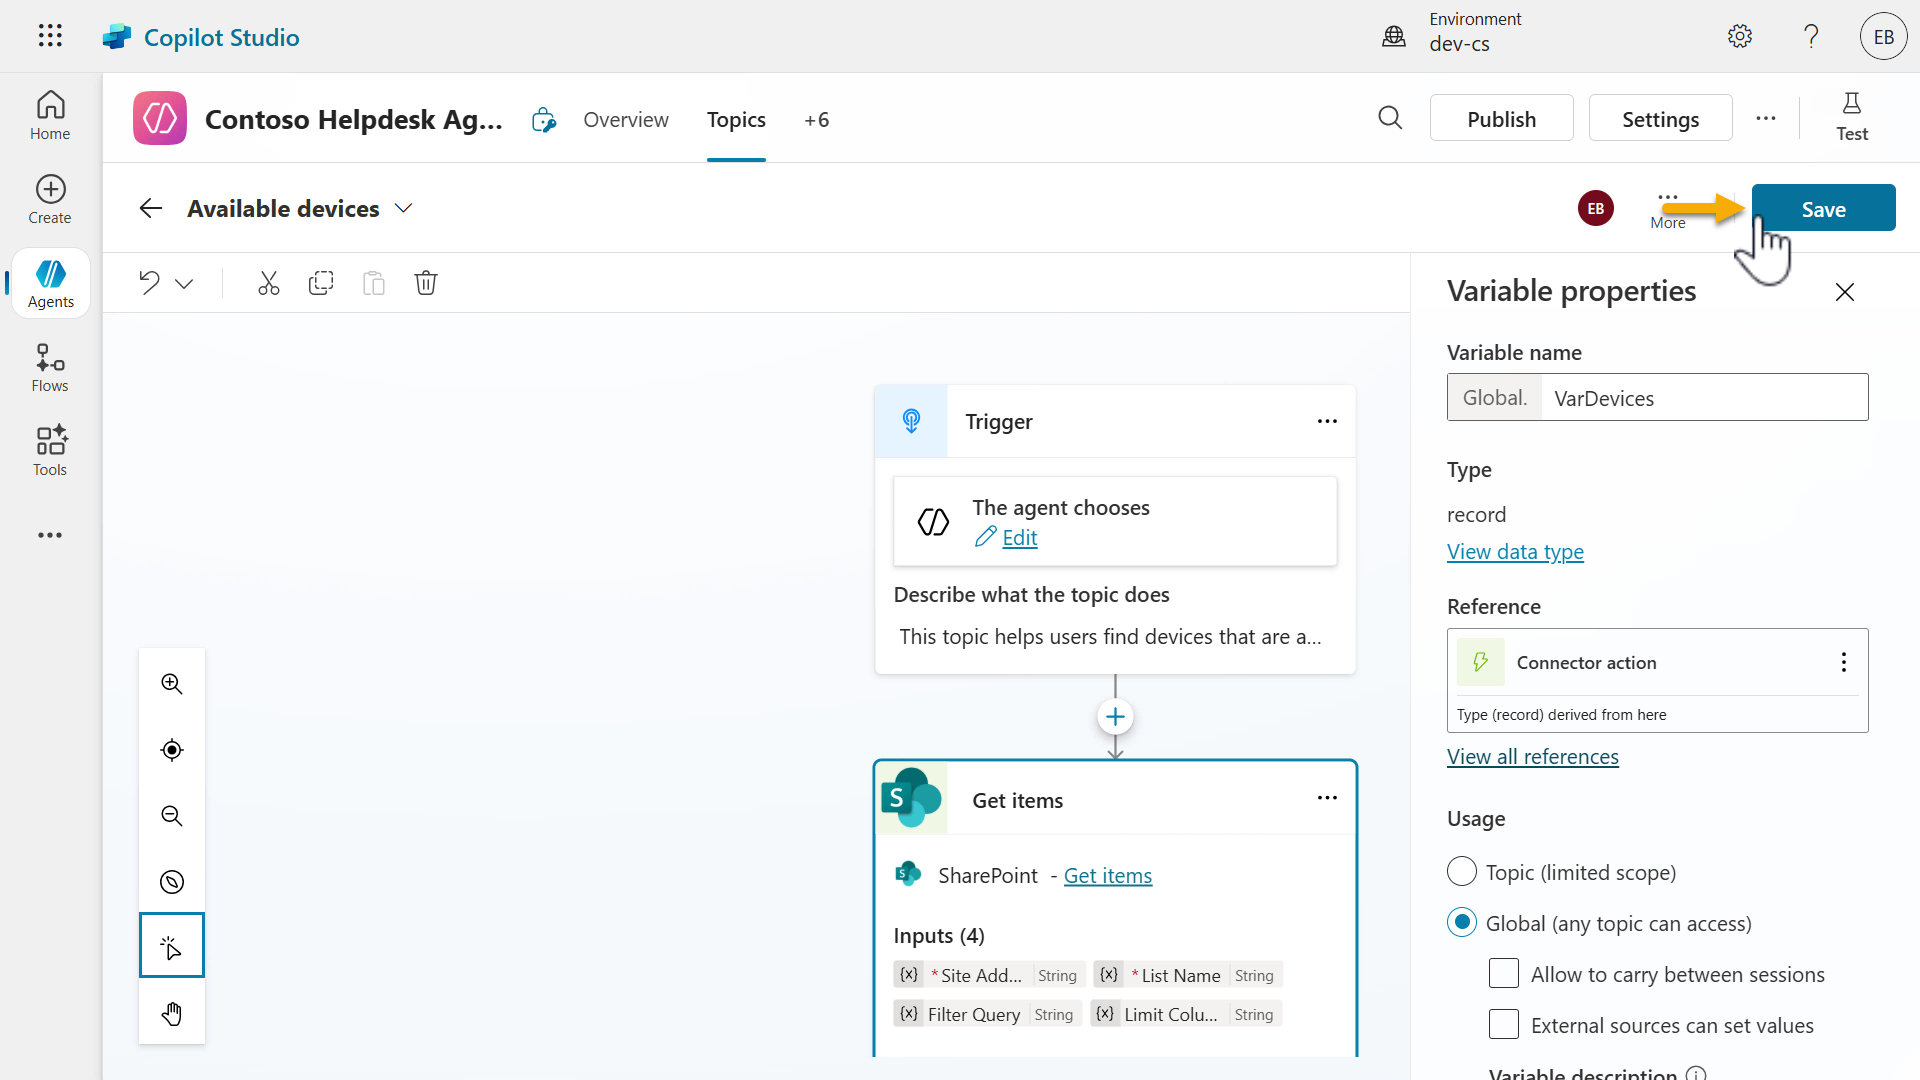 Copilot Studio
Environment
dev-cs
EB
Home
Create
Agents
Flows
Tools
Contoso Helpdesk Ag...
Overview
Topics
+6
Publish
Settings
Test
Available devices
EB
More
Save
Trigger
The agent chooses
Edit
Describe what the topic does
This topic helps users find devices that are a...
Get items
SharePoint - Get items
Inputs (4)
{x} * Site Add... String {x} * List Name String
{x} Filter Query String {x} Limit Colu... String
Variable properties
Variable name
Global. VarDevices
Type
record
View data type
Reference
Connector action
Type (record) derived from here
View all references
Usage
Topic (limited scope)
Global (any topic can access)
Allow to carry between sessions
External sources can set values
Variable description